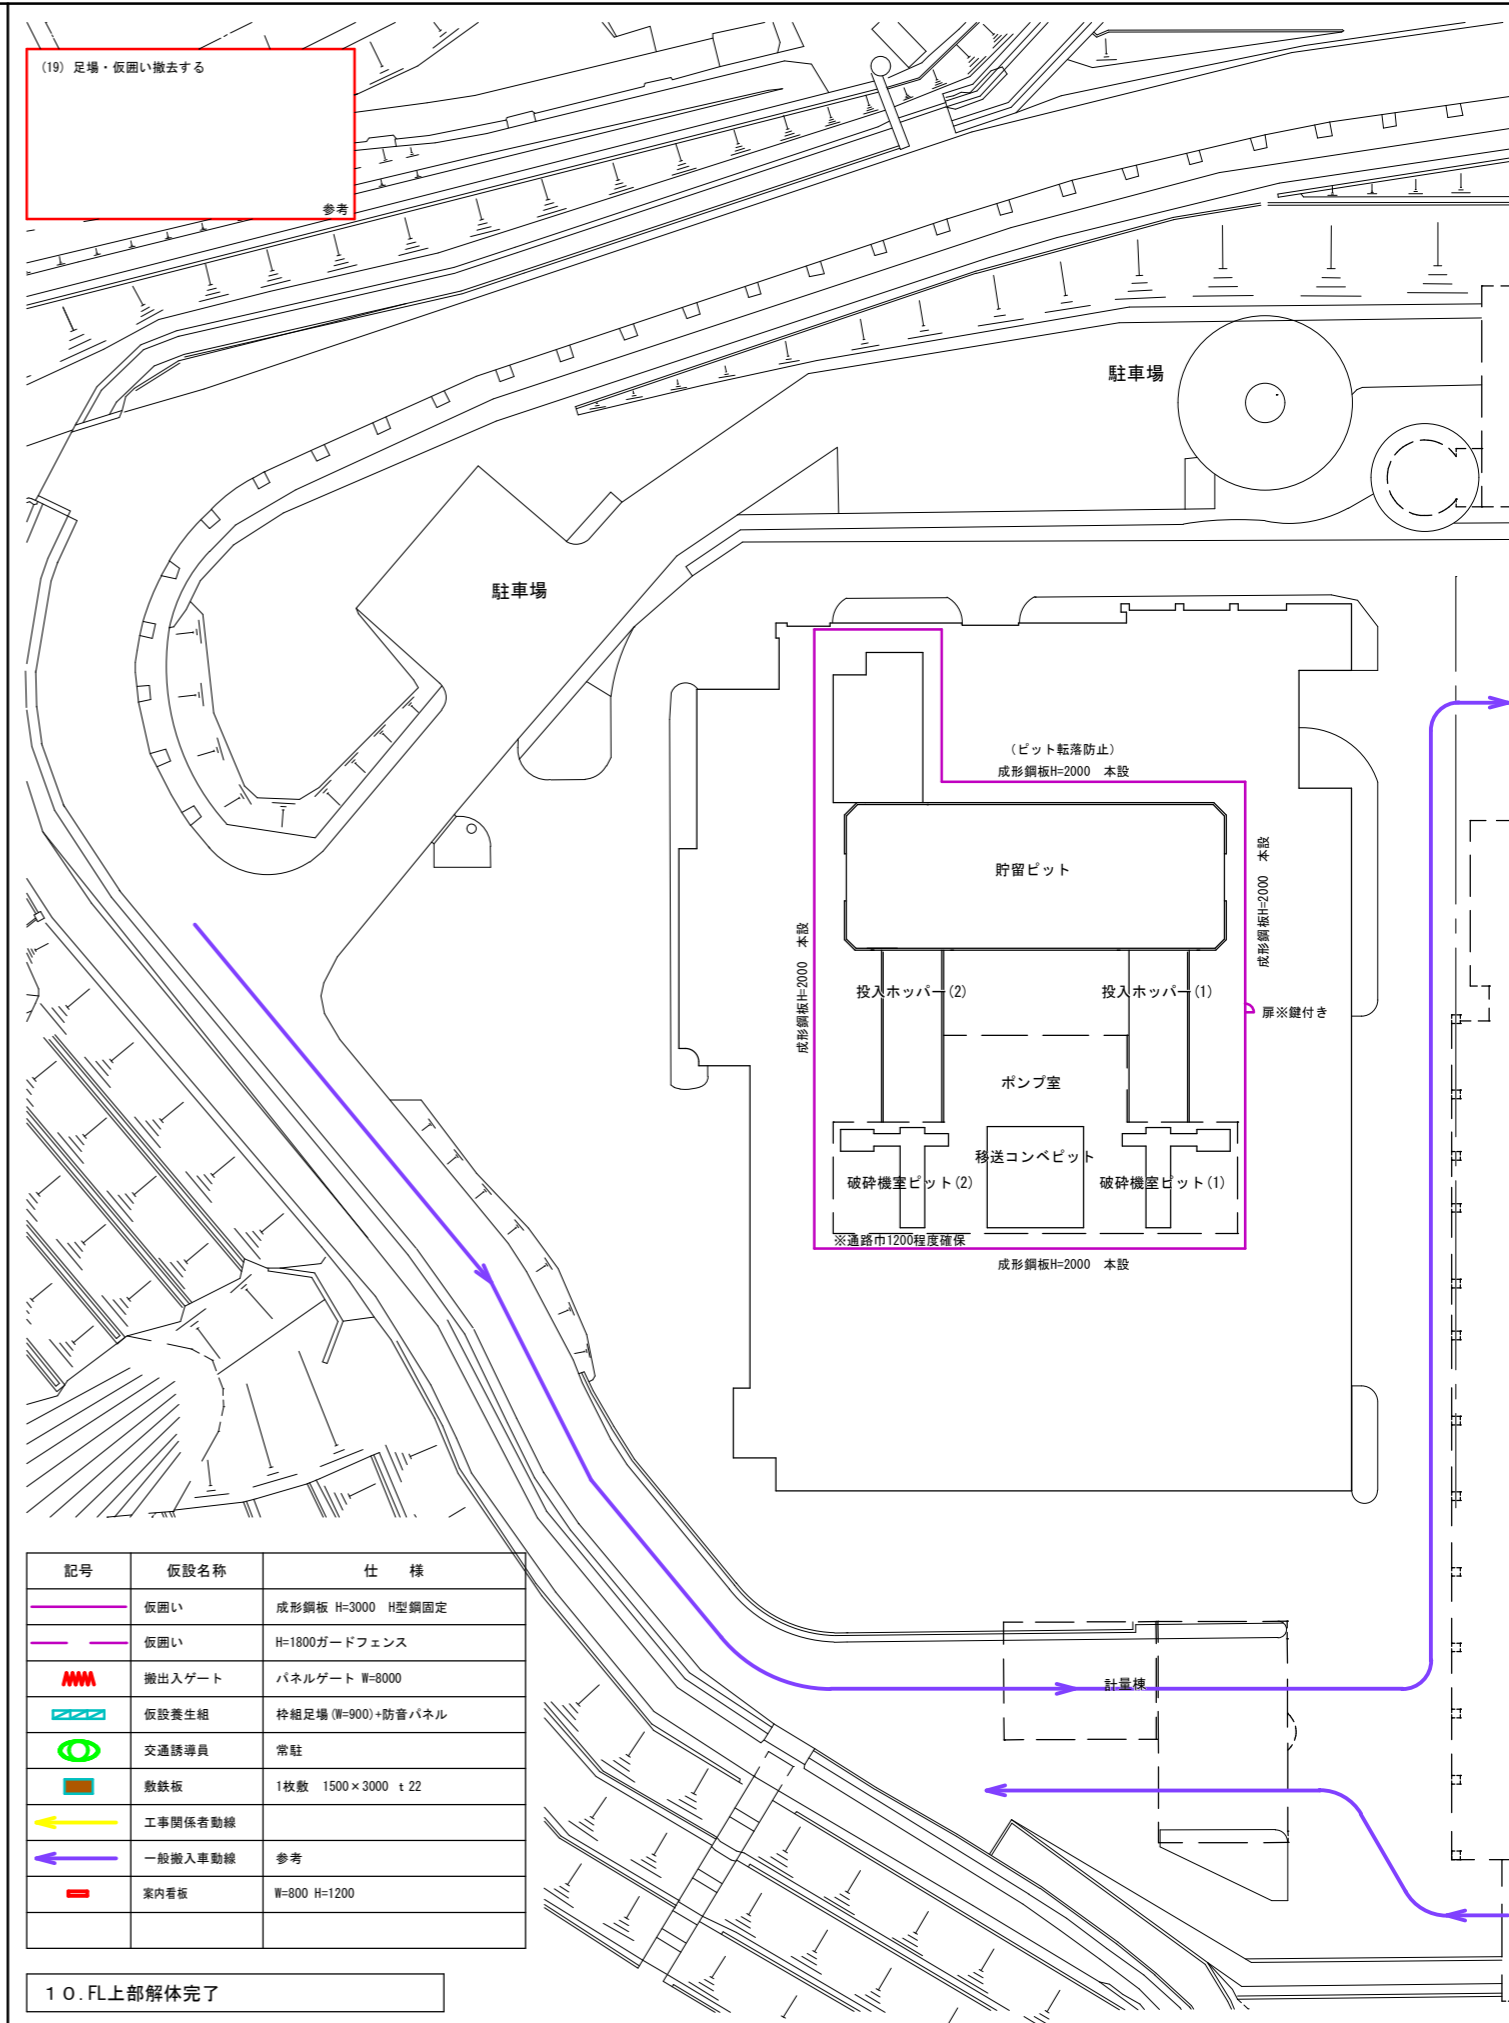 (19) 足場・仮囲い撤去する
参考
駐車場
駐車場
(ピット転落防止)
成形鋼板H=2000 本設
成形鋼板H=2000 本設
貯留ピット
成形鋼板H=2000 本設
投入ホッパー(2)
投入ホッパー(1)
扉※鍵付き
ポンプ室
移送コンベピット
破砕機室ピット(2)
破砕機室ピット(1)
※通路市1200程度確保
成形鋼板H=2000 本設
計量棟
記号 仮設名称 仕 様
仮囲い 成形鋼板 H=3000 H型鋼固定
仮囲い H=1800ガードフェンス
搬出入ゲート パネルゲート W=8000
仮設養生組 枠組足場(W=900)+防音パネル
交通誘導員 常駐
敷鉄板 1枚敷 1500×3000 t22
工事関係者動線
一般搬入車動線 参考
案内看板 W=800 H=1200
10.FL上部解体完了